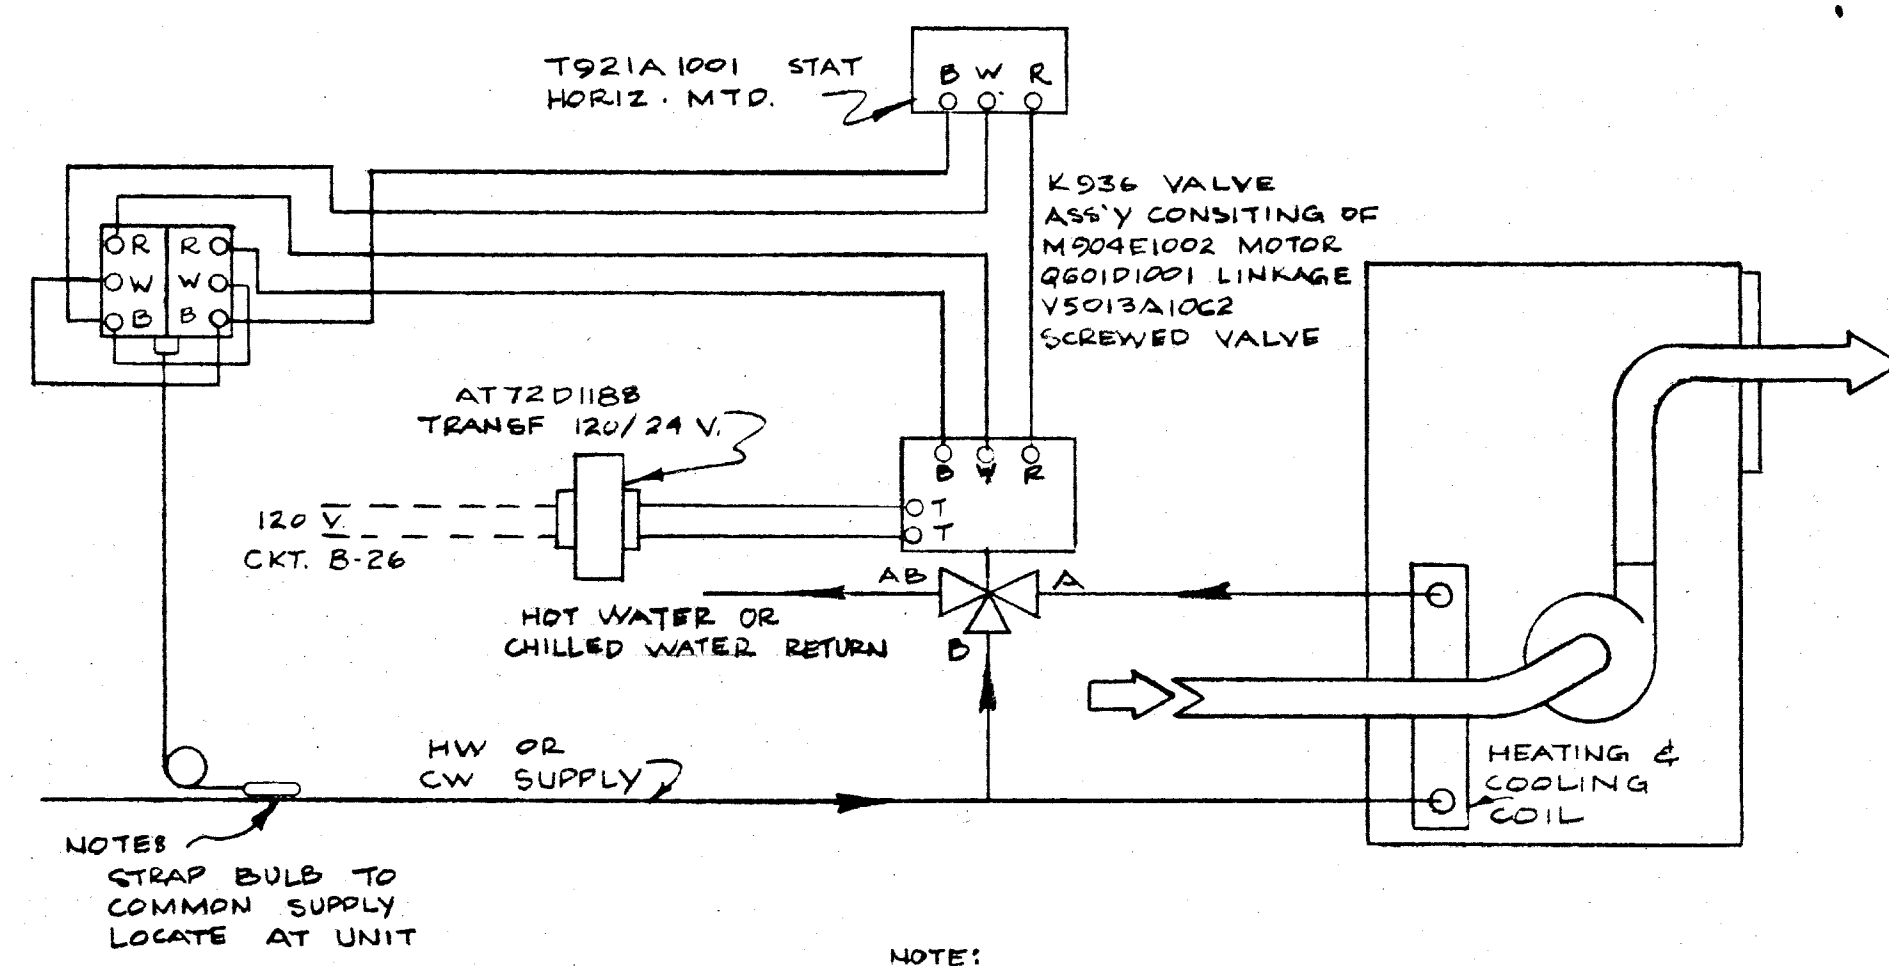 T921A1001 STAT
HORIZ. MTD.
B W R
K936 VALVE
ASS'Y CONSITING OF
M904E1002 MOTOR
Q601D1001 LINKAGE
V5013A1062
SCREWED VALVE
R R
W W
B B
AT72D1188
TRANSF 120/24 V.
B W R
T
T
120 V.
CKT. B-26
AB
A
B
HOT WATER OR
CHILLED WATER RETURN
HW OR
CW SUPPLY
HEATING &
COOLING
COIL
NOTE:
STRAP BULB TO
COMMON SUPPLY
LOCATE AT UNIT
NOTE: